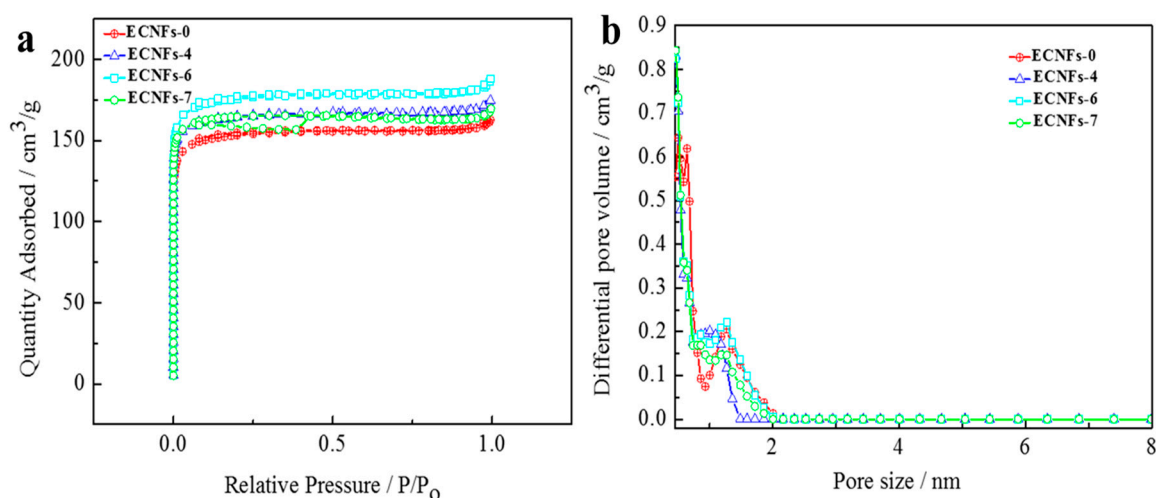 a
ECNFs-0
ECNFs-4
ECNFs-6
ECNFs-7
200
150
100
50
0
0.0
0.5
1.0
Quantity Adsorbed / cm³/g
Relative Pressure / P/Po
b
ECNFs-0
ECNFs-4
ECNFs-6
ECNFs-7
0.9
0.8
0.7
0.6
0.5
0.4
0.3
0.2
0.1
0.0
2
4
6
8
Differential pore volume / cm³/g
Pore size / nm